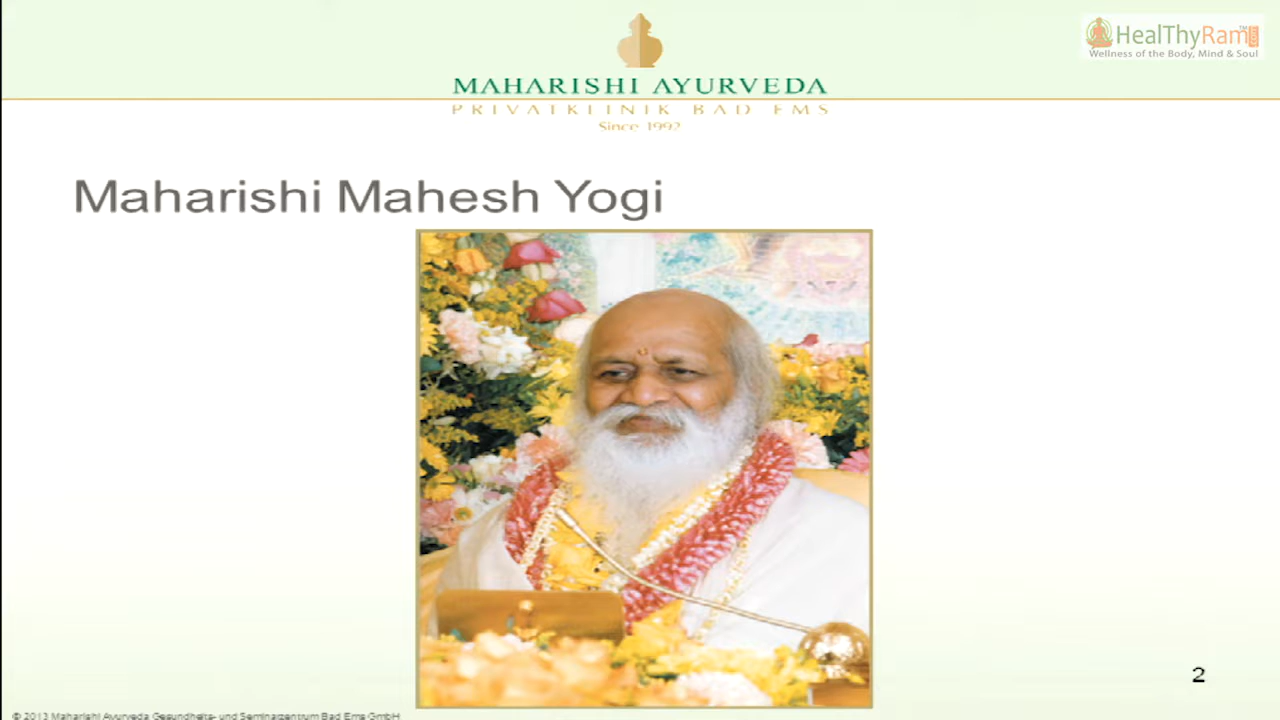 HealThyRam.com™
Wellness of the Body, Mind & Soul
MAHARISHI AYURVEDA
PRIVATKLINIK BAD EMS
Since 1992
Maharishi Mahesh Yogi
2
© 2013 Maharishi Ayurveda Gesundheits- und Seminarzentrum Bad Ems GmbH